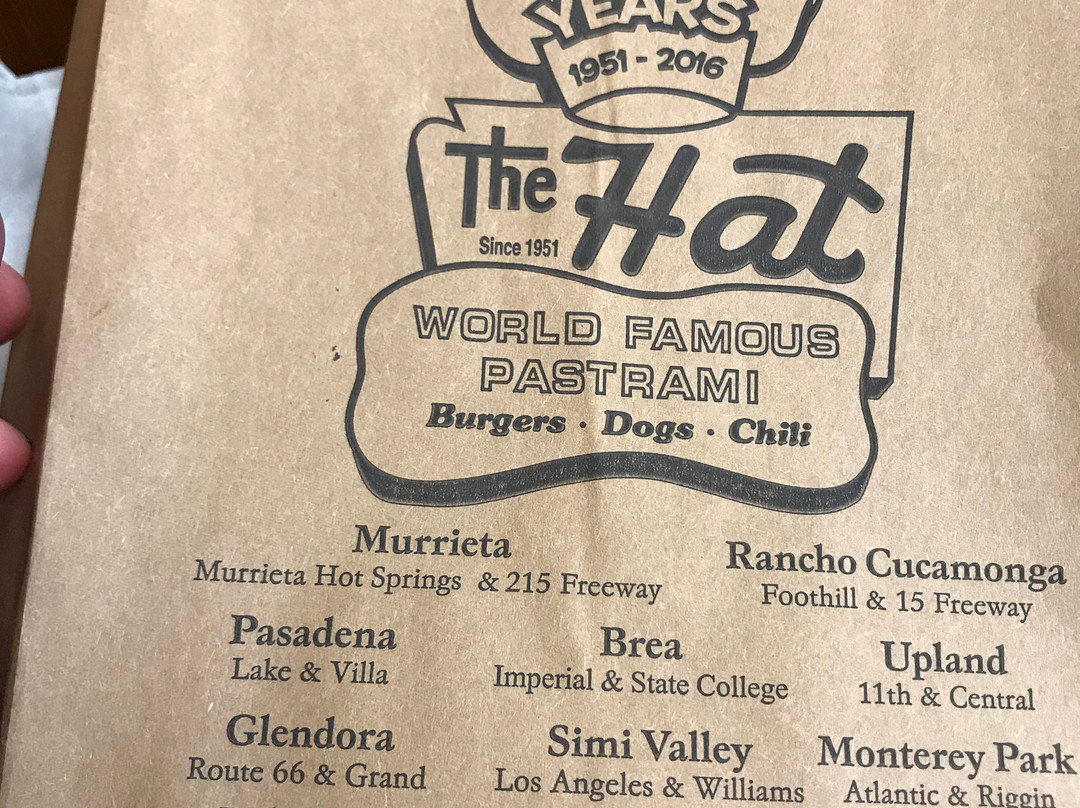 YEARS
1951 - 2016
The Hat
Since 1951
WORLD FAMOUS
PASTRAMI
Burgers · Dogs · Chili
Murrieta
Murrieta Hot Springs & 215 Freeway
Rancho Cucamonga
Foothill & 15 Freeway
Pasadena
Lake & Villa
Brea
Imperial & State College
Upland
11th & Central
Glendora
Route 66 & Grand
Simi Valley
Los Angeles & Williams
Monterey Park
Atlantic & Riggin